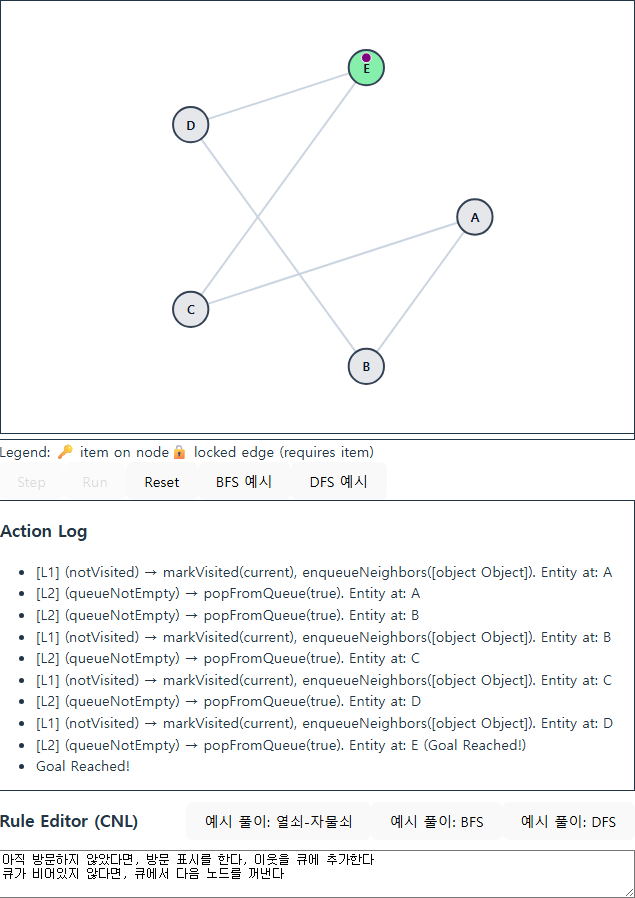 E
D
A
C
B
Legend: 🔑 item on node🔒 locked edge (requires item)
Step Run Reset BFS 예시 DFS 예시
Action Log
• [L1] (notVisited) → markVisited(current), enqueueNeighbors([object Object]). Entity at: A
• [L2] (queueNotEmpty) → popFromQueue(true). Entity at: A
• [L2] (queueNotEmpty) → popFromQueue(true). Entity at: B
• [L1] (notVisited) → markVisited(current), enqueueNeighbors([object Object]). Entity at: B
• [L2] (queueNotEmpty) → popFromQueue(true). Entity at: C
• [L1] (notVisited) → markVisited(current), enqueueNeighbors([object Object]). Entity at: C
• [L2] (queueNotEmpty) → popFromQueue(true). Entity at: D
• [L1] (notVisited) → markVisited(current), enqueueNeighbors([object Object]). Entity at: D
• [L2] (queueNotEmpty) → popFromQueue(true). Entity at: E (Goal Reached!)
• Goal Reached!
Rule Editor (CNL) 예시 풀이: 열쇠-자물쇠 예시 풀이: BFS 예시 풀이: DFS
아직 방문하지 않았다면, 방문 표시를 한다, 이웃을 큐에 추가한다
큐가 비어있지 않다면, 큐에서 다음 노드를 꺼낸다